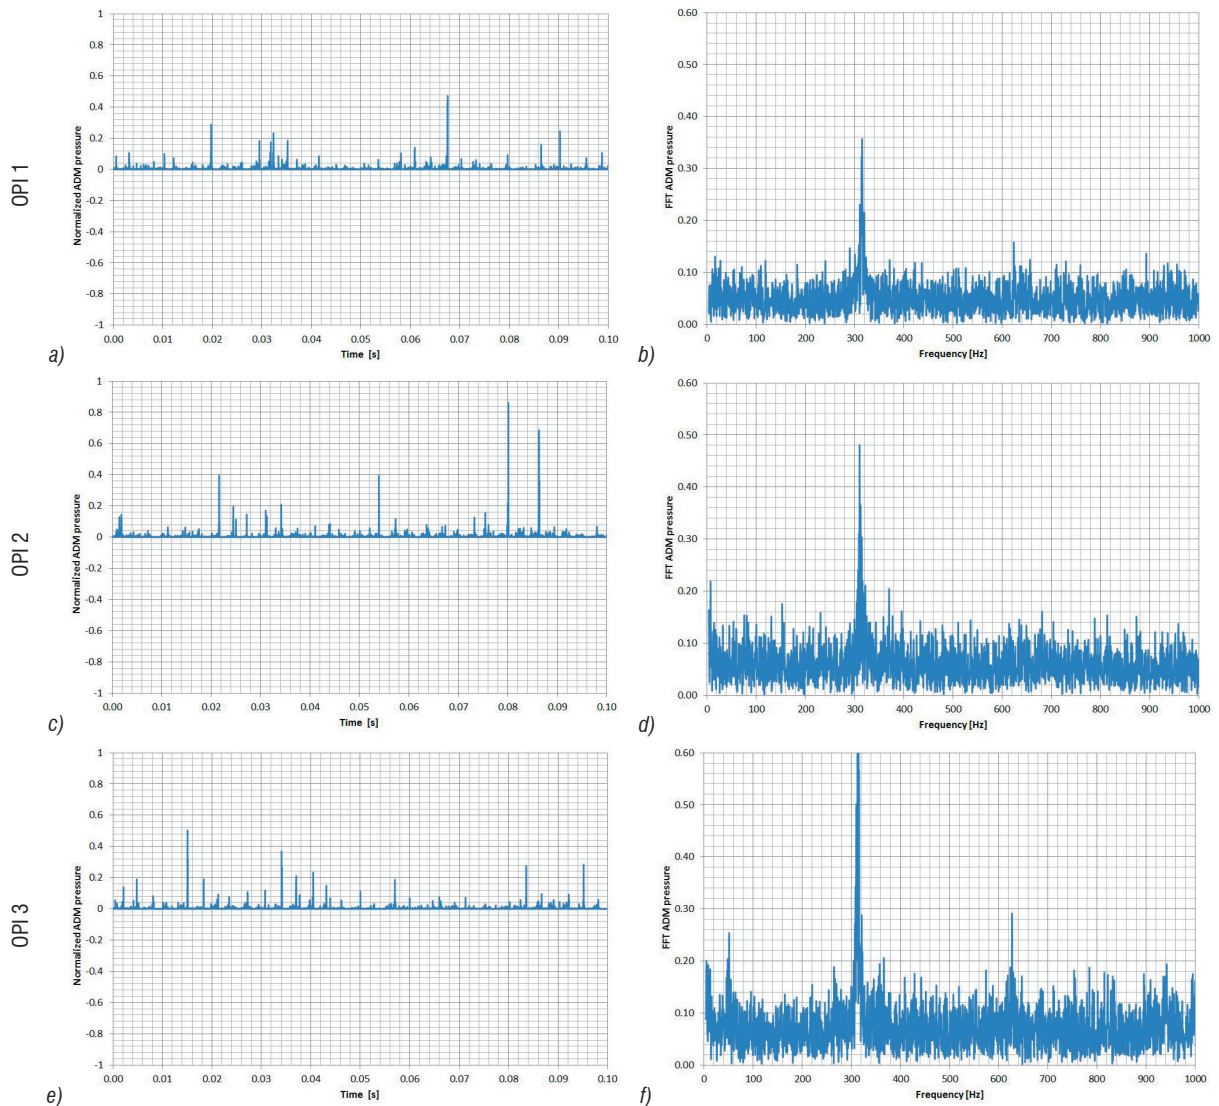 OPI 1
Normalized ADM pressure
1
0.8
0.6
0.4
0.2
0
-0.2
-0.4
-0.6
-0.8
-1
0.00 0.01 0.02 0.03 0.04 0.05 0.06 0.07 0.08 0.09 0.10
Time [s]
a)
FFT ADM pressure
0.60
0.50
0.40
0.30
0.20
0.10
0.00
0 100 200 300 400 500 600 700 800 900 1000
Frequency [Hz]
b)
OPI 2
Normalized ADM pressure
1
0.8
0.6
0.4
0.2
0
-0.2
-0.4
-0.6
-0.8
-1
0.00 0.01 0.02 0.03 0.04 0.05 0.06 0.07 0.08 0.09 0.10
Time [s]
c)
FFT ADM pressure
0.60
0.50
0.40
0.30
0.20
0.10
0.00
0 100 200 300 400 500 600 700 800 900 1000
Frequency [Hz]
d)
OPI 3
Normalized ADM pressure
1
0.8
0.6
0.4
0.2
0
-0.2
-0.4
-0.6
-0.8
-1
0.00 0.01 0.02 0.03 0.04 0.05 0.06 0.07 0.08 0.09 0.10
Time [s]
e)
FFT ADM pressure
0.60
0.50
0.40
0.30
0.20
0.10
0.00
0 100 200 300 400 500 600 700 800 900 1000
Frequency [Hz]
f)